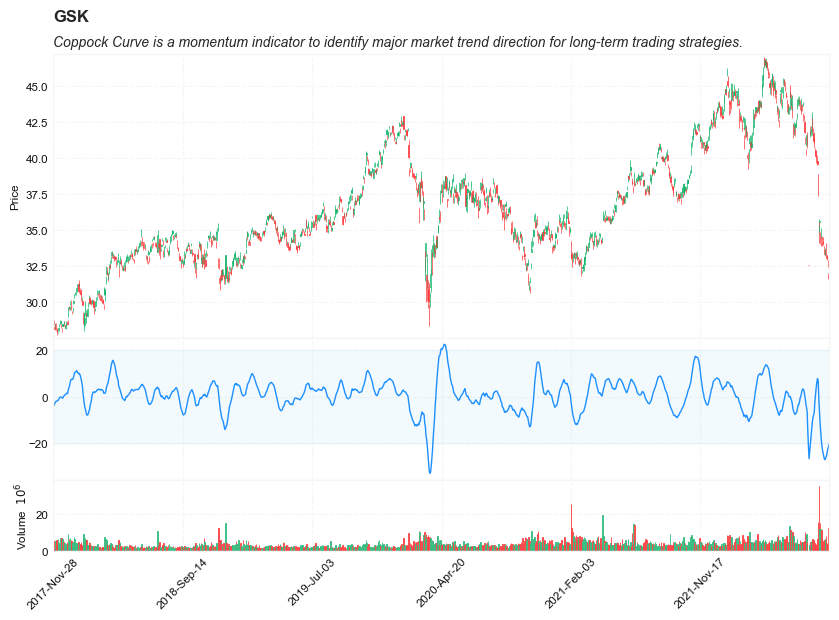 GSK
Coppock Curve is a momentum indicator to identify major market trend direction for long-term trading strategies.
45.0
42.5
40.0
37.5
35.0
32.5
30.0
Price
20
0
−20
Volume 10^6
20
0
2017-Nov-28
2018-Sep-14
2019-Jul-03
2020-Apr-20
2021-Feb-03
2021-Nov-17